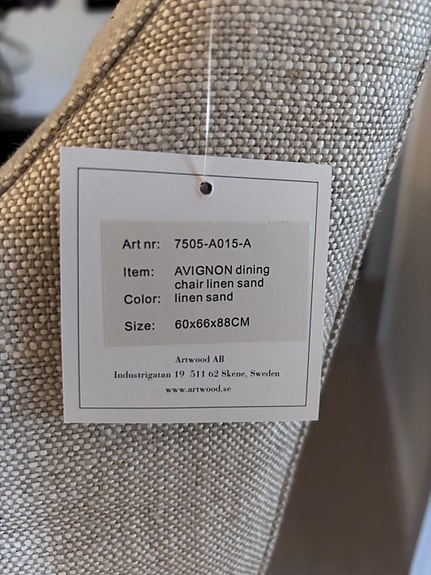 Art nr: 7505-A015-A
Item: AVIGNON dining
chair linen sand
Color: linen sand
Size: 60x66x88CM
Artwood AB
Industrigatan 19 511 62 Skene, Sweden
www.artwood.se